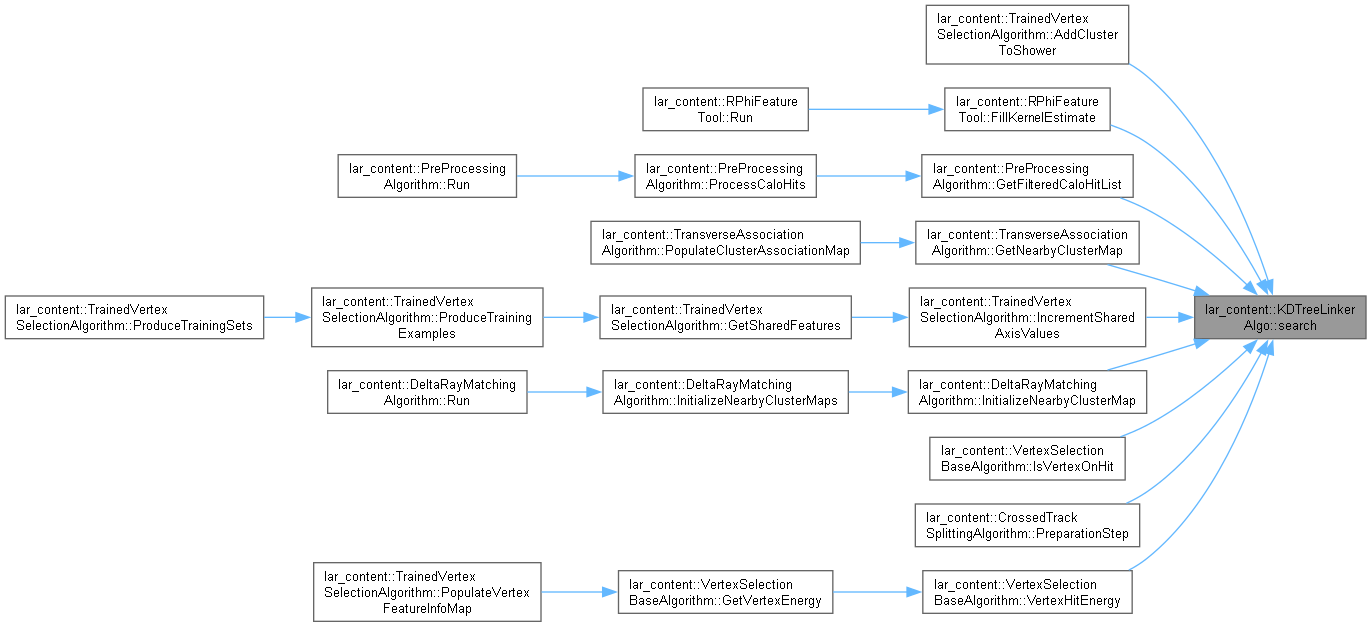 lar_content::TrainedVertex
SelectionAlgorithm::AddCluster
ToShower
lar_content::RPhiFeature
Tool::Run
lar_content::RPhiFeature
Tool::FillKernelEstimate
lar_content::PreProcessing
Algorithm::Run
lar_content::PreProcessing
Algorithm::ProcessCaloHits
lar_content::PreProcessing
Algorithm::GetFilteredCaloHitList
lar_content::TransverseAssociation
Algorithm::PopulateClusterAssociationMap
lar_content::TransverseAssociation
Algorithm::GetNearbyClusterMap
lar_content::TrainedVertex
SelectionAlgorithm::ProduceTrainingSets
lar_content::TrainedVertex
SelectionAlgorithm::ProduceTraining
Examples
lar_content::TrainedVertex
SelectionAlgorithm::GetSharedFeatures
lar_content::TrainedVertex
SelectionAlgorithm::IncrementShared
AxisValues
lar_content::KDTreeLinker
Algo::search
lar_content::DeltaRayMatching
Algorithm::Run
lar_content::DeltaRayMatching
Algorithm::InitializeNearbyClusterMaps
lar_content::DeltaRayMatching
Algorithm::InitializeNearbyClusterMap
lar_content::VertexSelection
BaseAlgorithm::IsVertexOnHit
lar_content::CrossedTrack
SplittingAlgorithm::PreparationStep
lar_content::TrainedVertex
SelectionAlgorithm::PopulateVertex
FeatureInfoMap
lar_content::VertexSelection
BaseAlgorithm::GetVertexEnergy
lar_content::VertexSelection
BaseAlgorithm::VertexHitEnergy